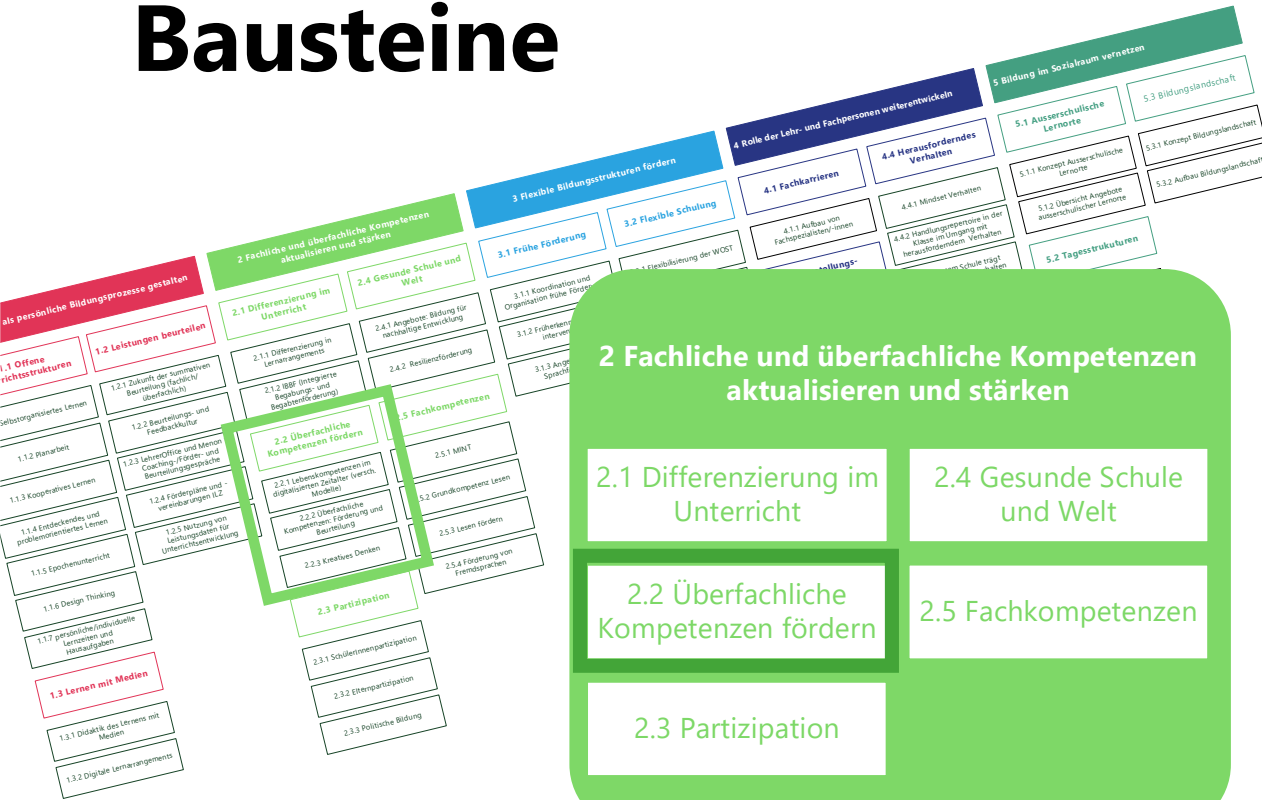 Bausteine
als persönliche Bildungsprozesse gestalten
1.1 Offene
richtsstrukturen
Selbstorganisiertes Lernen
1.1.2 Planarbeit
1.1.3 Kooperatives Lernen
1.1.4 Entdeckendes und
problemorientiertes Lernen
1.1.5 Epochenunterricht
1.1.6 Design Thinking
1.1.7 persönliche/individuelle
Lernzeiten und
Hausaufgaben
1.3 Lernen mit Medien
1.3.1 Didaktik des Lernens mit
Medien
1.3.2 Digitale Lernarrangements
1.2 Leistungen beurteilen
1.2.1 Zukunft der summativen
Beurteilung (fachlich/
überfachlich)
1.2.2 Beurteilungs- und
Feedbackkultur
1.2.3 LehrerOffice und Menon
Coaching-/Förder- und
Beurteilungsgespräche
1.2.4 Förderpläne und -
vereinbarungen ILZ
1.2.5 Nutzung von
Leistungsdaten für
Unterrichtsentwicklung
2 Fachliche und überfachliche Kompetenzen
aktualisieren und stärken
2.1 Differenzierung im
Unterricht
2.1.1 Differenzierung in
Lernarrangements
2.1.2 IBBF (Integrierte
Begabungs- und
Begabtenförderung)
2.2 Überfachliche
Kompetenzen fördern
2.2.1 Lebenskompetenzen im
digitalisierten Zeitalter (versch.
Modelle)
2.2.2 Überfachliche
Kompetenzen: Förderung und
Beurteilung
2.2.3 Kreatives Denken
2.3 Partizipation
2.3.1 SchülerInnenpartizipation
2.3.2 Elternpartizipation
2.3.3 Politische Bildung
2.4 Gesunde Schule und
Welt
2.4.1 Angebote: Bildung für
nachhaltige Entwicklung
2.4.2 Resilienzförderung
2.5 Fachkompetenzen
2.5.1 MINT
5.2 Grundkompetenz Lesen
2.5.3 Lesen fördern
2.5.4 Förderung von
Fremdsprachen
3 Flexible Bildungsstrukturen fördern
3.1 Frühe Förderung
3.1.1 Koordination und
Organisation frühe Förder
3.1.2 Früherken
interven
3.1.3 Ange
Sprachf
3.2 Flexible Schulung
Flexibilisierung der WOST
4 Rolle der Lehr- und Fachpersonen weiterentwickeln
4.1 Fachkarrieren
4.1.1 Aufbau von
Fachspezialisten/-innen
ellungs-
4.4 Herausforderndes
Verhalten
4.4.1 Mindset Verhalten
4.4.2 Handlungsrepertoire in der
Klasse im Umgang mit
herausforderndem Verhalten
Schule trägt
halten
5 Bildung im Sozialraum vernetzen
5.1 Ausserschulische
Lernorte
5.1.1 Konzept Ausserschulische
Lernorte
5.1.2 Übersicht Angebote
ausserschulischer Lernorte
5.2 Tagesstrukuturen
5.3 Bildungslandschaft
5.3.1 Konzept Bildungslandschaft
5.3.2 Aufbau Bildungslandschaft
2 Fachliche und überfachliche Kompetenzen
aktualisieren und stärken
2.1 Differenzierung im
Unterricht
2.4 Gesunde Schule
und Welt
2.2 Überfachliche
Kompetenzen fördern
2.5 Fachkompetenzen
2.3 Partizipation